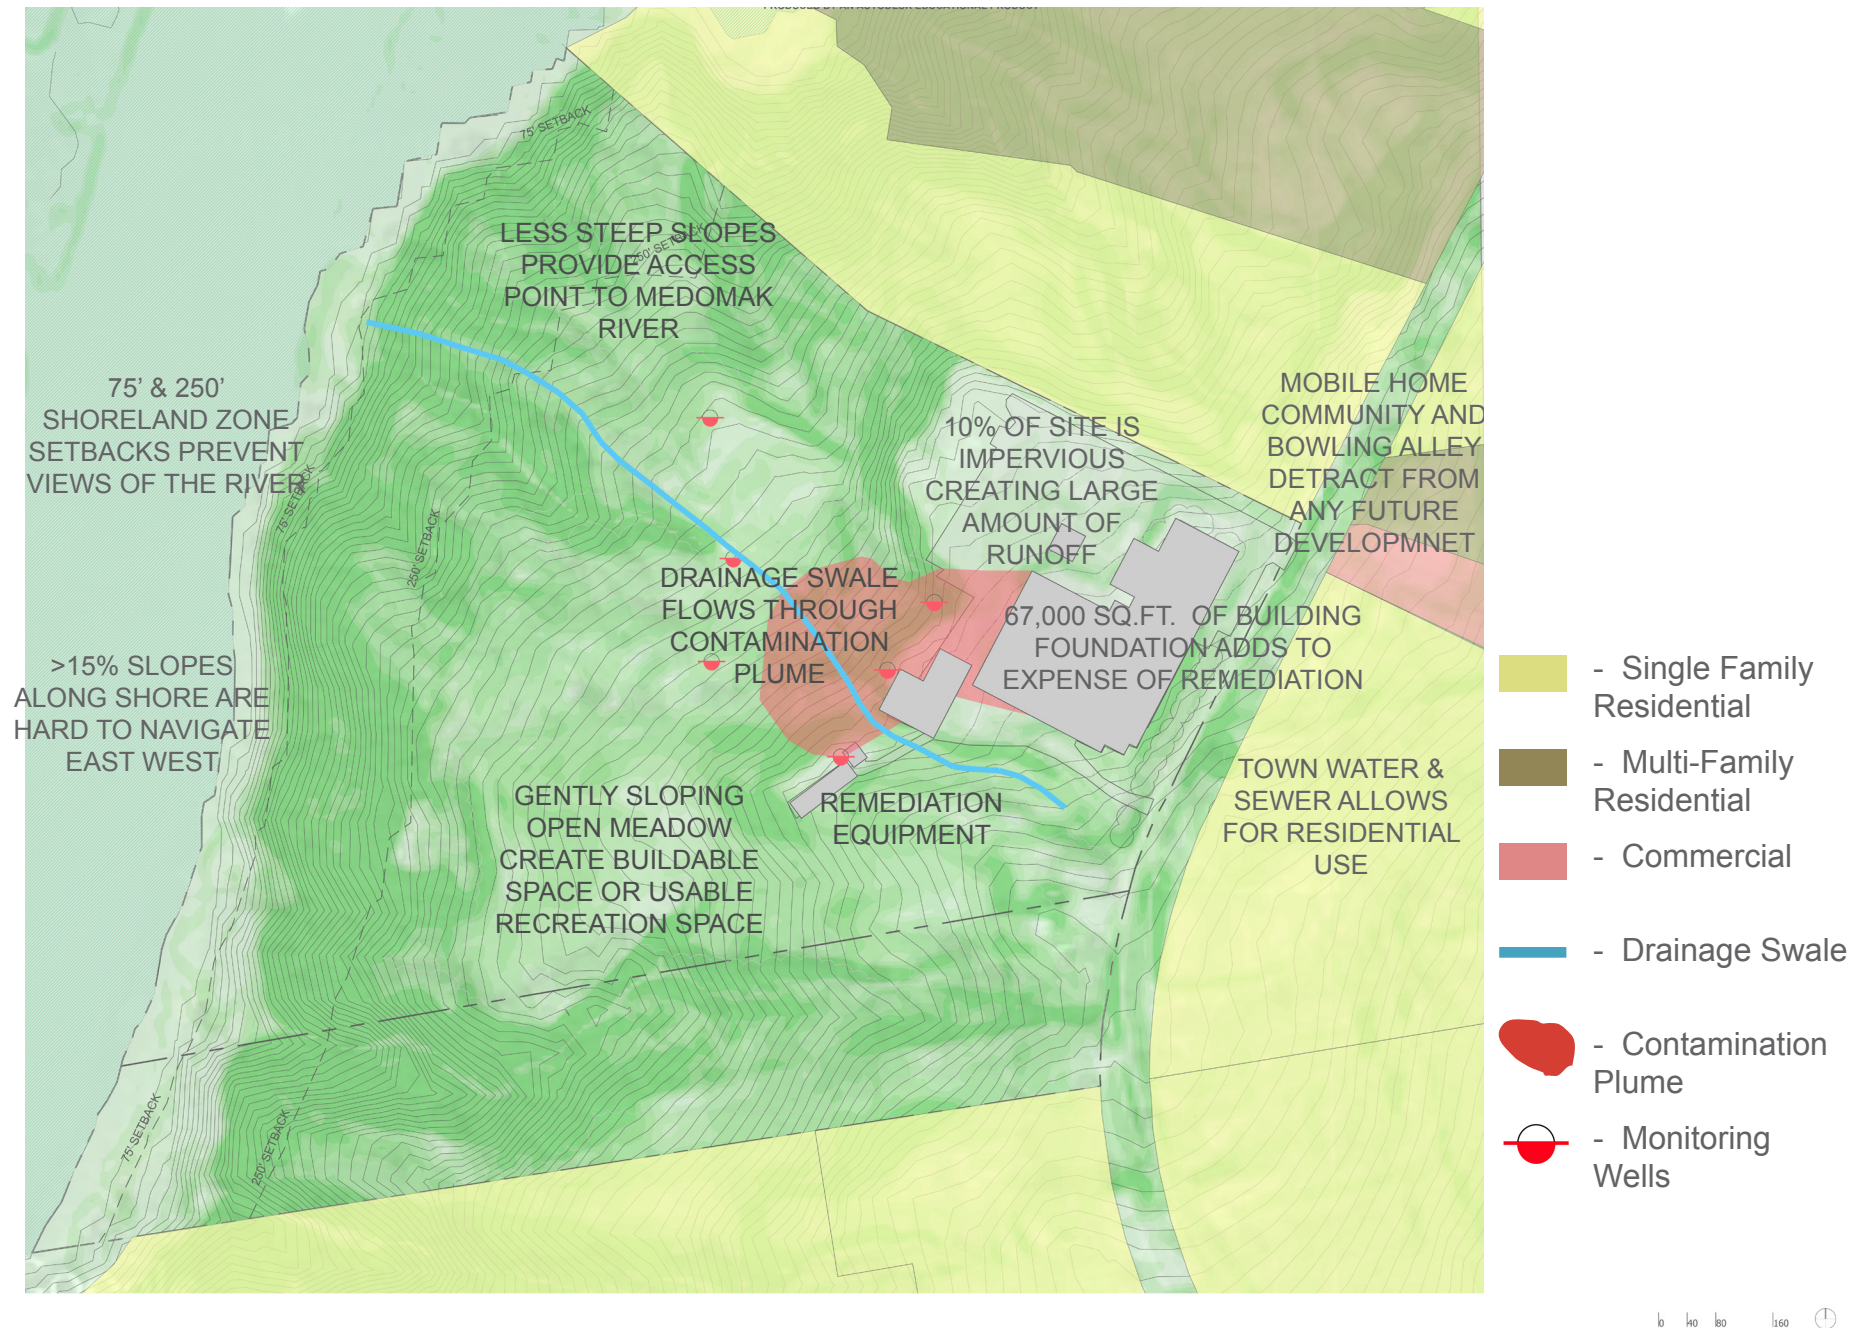 PRODUCED BY AN AUTODESK EDUCATIONAL PRODUCT
75' SETBACK
LESS STEEP SLOPES
PROVIDE ACCESS
POINT TO MEDOMAK
RIVER
250' SETBACK
75’ & 250’
SHORELAND ZONE
SETBACKS PREVENT
VIEWS OF THE RIVER
75' SETBACK
250' SETBACK
10% OF SITE IS
IMPERVIOUS
CREATING LARGE
AMOUNT OF
RUNOFF
MOBILE HOME
COMMUNITY AND
BOWLING ALLEY
DETRACT FROM
ANY FUTURE
DEVELOPMNET
DRAINAGE SWALE
FLOWS THROUGH
CONTAMINATION
PLUME
67,000 SQ.FT. OF BUILDING
FOUNDATION ADDS TO
EXPENSE OF REMEDIATION
>15% SLOPES
ALONG SHORE ARE
HARD TO NAVIGATE
EAST WEST
GENTLY SLOPING
OPEN MEADOW
CREATE BUILDABLE
SPACE OR USABLE
RECREATION SPACE
REMEDIATION
EQUIPMENT
TOWN WATER &
SEWER ALLOWS
FOR RESIDENTIAL
USE
75' SETBACK
250' SETBACK
- Single Family
Residential
- Multi-Family
Residential
- Commercial
- Drainage Swale
- Contamination
Plume
- Monitoring
Wells
0 40 80 160